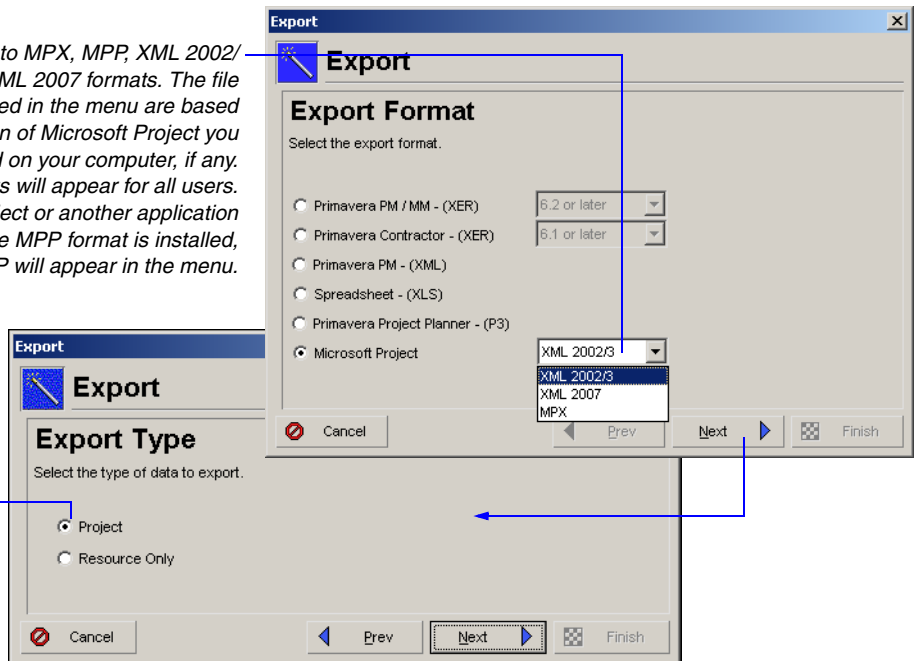 to MPX, MPP, XML 2002/
ML 2007 formats. The file
ed in the menu are based
n of Microsoft Project you
d on your computer, if any.
s will appear for all users.
ject or another application
e MPP format is installed,
P will appear in the menu.
Export
Export
Export Format
Select the export format.
Primavera PM / MM - (XER)
6.2 or later
Primavera Contractor - (XER)
6.1 or later
Primavera PM - (XML)
Spreadsheet - (XLS)
Primavera Project Planner - (P3)
Microsoft Project
XML 2002/3
XML 2002/3
XML 2007
MPX
Cancel
Prev
Next
Finish
Export
Export
Export Type
Select the type of data to export.
Project
Resource Only
Cancel
Prev
Next
Finish